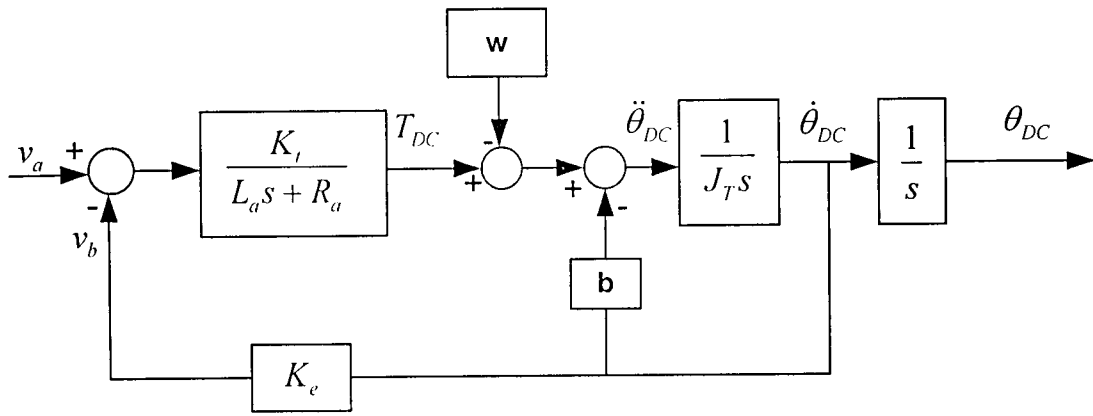 w
v_a
+
-
v_b
K_t
L_a s + R_a
T_DC
-
+
+
-
θ̈_DC
1
J_T s
θ̇_DC
1
s
θ_DC
b
K_e